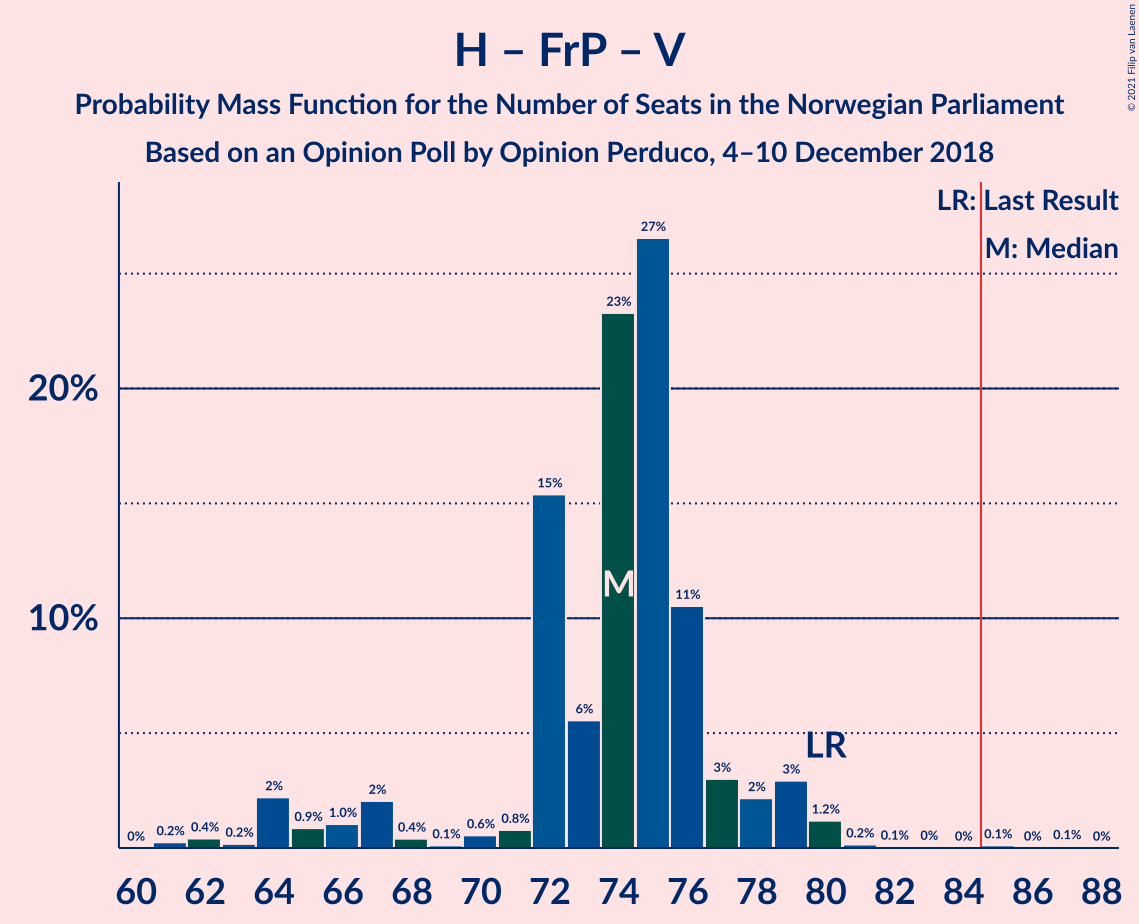 H – FrP – V
Probability Mass Function for the Number of Seats in the Norwegian Parliament
Based on an Opinion Poll by Opinion Perduco, 4–10 December 2018
© 2021 Filip van Laenen
LR: Last Result
M: Median
20%
10%
0% 0.2% 0.4% 0.2% 2% 0.9% 1.0% 2% 0.4% 0.1% 0.6% 0.8% 15% 6% 23% 27% 11% 3% 2% 3% 1.2% 0.2% 0.1% 0% 0% 0.1% 0% 0.1% 0%
M
LR
60 62 64 66 68 70 72 74 76 78 80 82 84 86 88